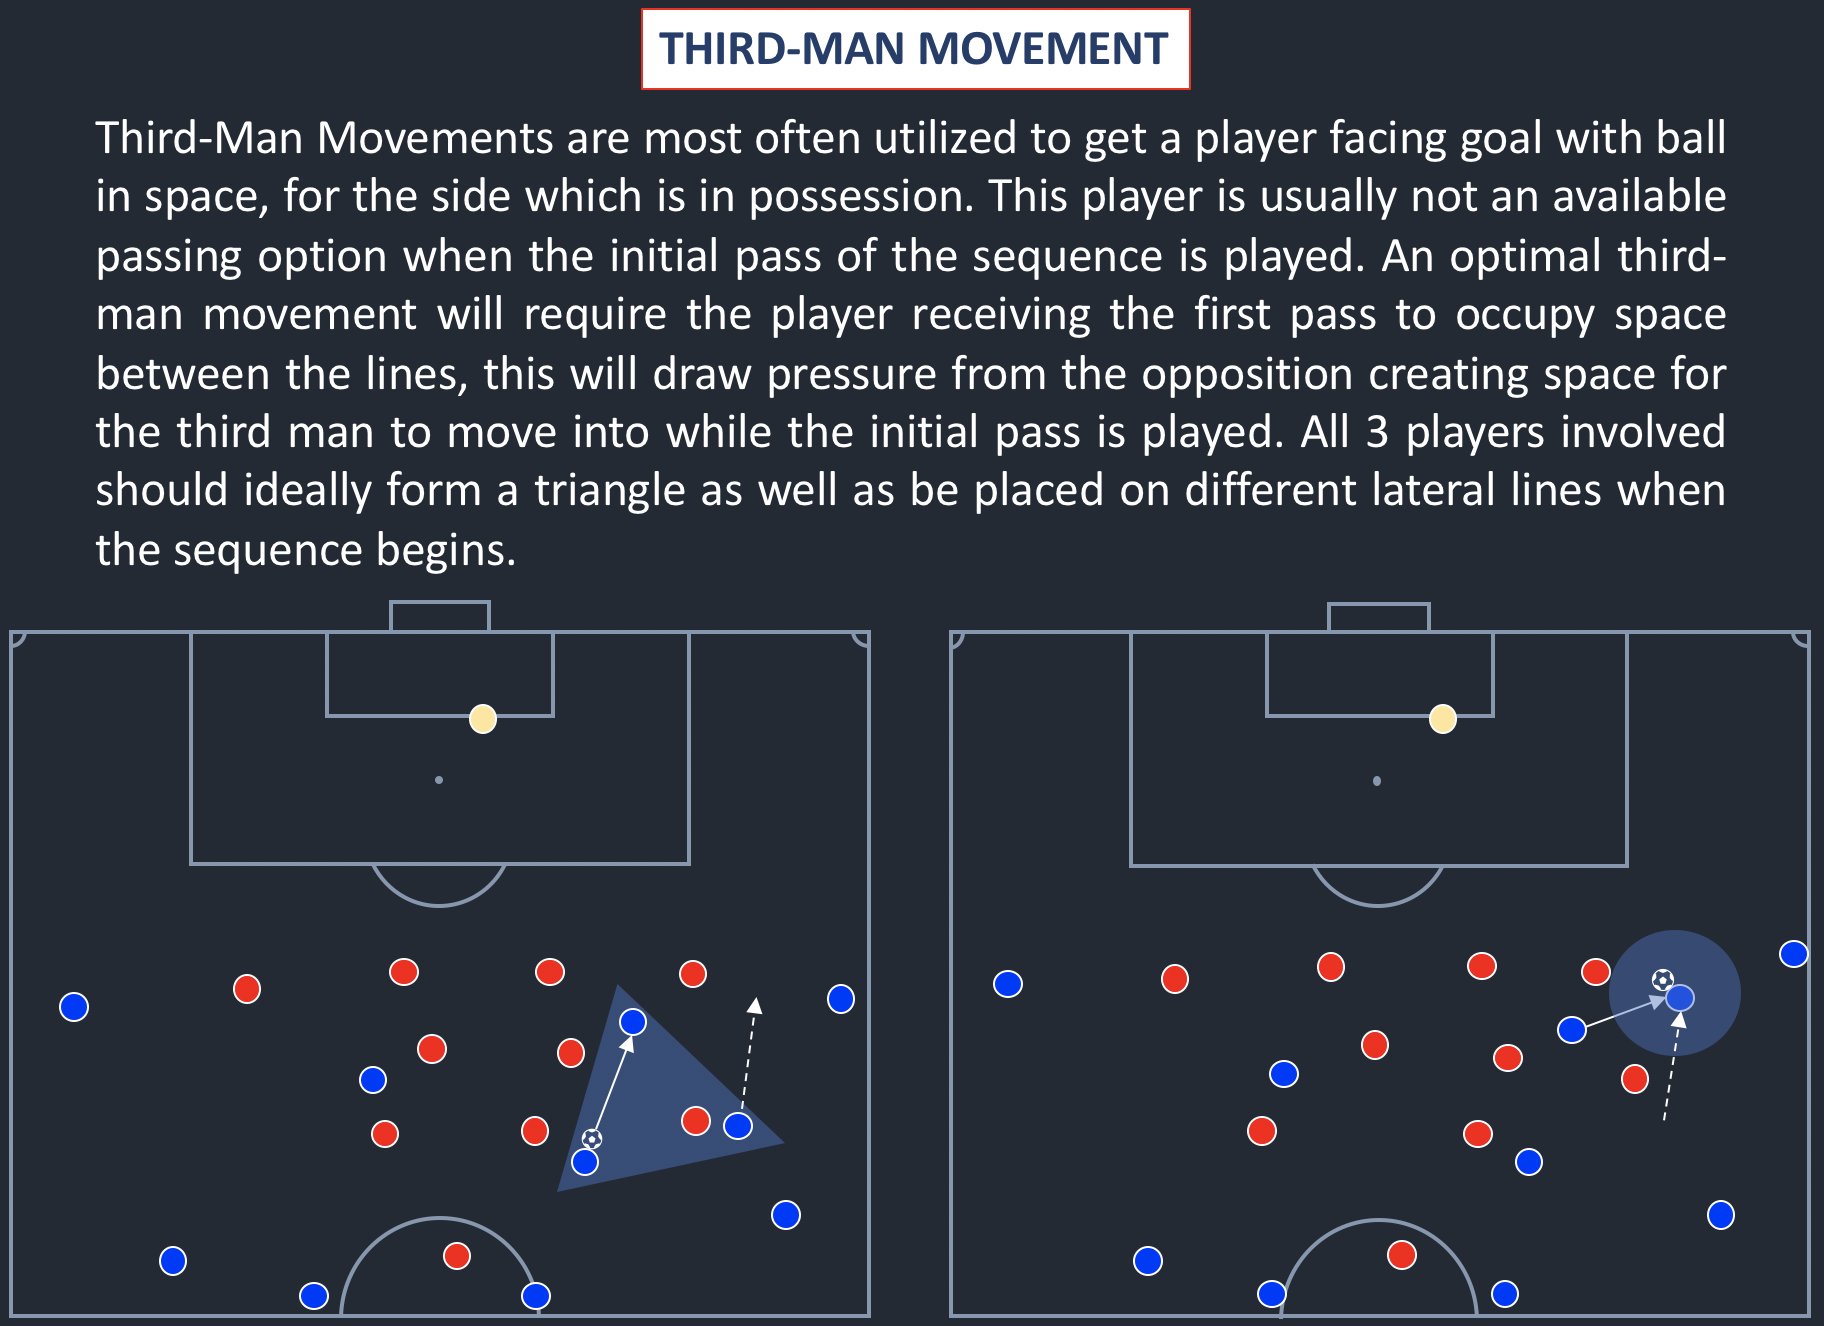 THIRD-MAN MOVEMENT
Third-Man Movements are most often utilized to get a player facing goal with ball
in space, for the side which is in possession. This player is usually not an available
passing option when the initial pass of the sequence is played. An optimal third-
man movement will require the player receiving the first pass to occupy space
between the lines, this will draw pressure from the opposition creating space for
the third man to move into while the initial pass is played. All 3 players involved
should ideally form a triangle as well as be placed on different lateral lines when
the sequence begins.